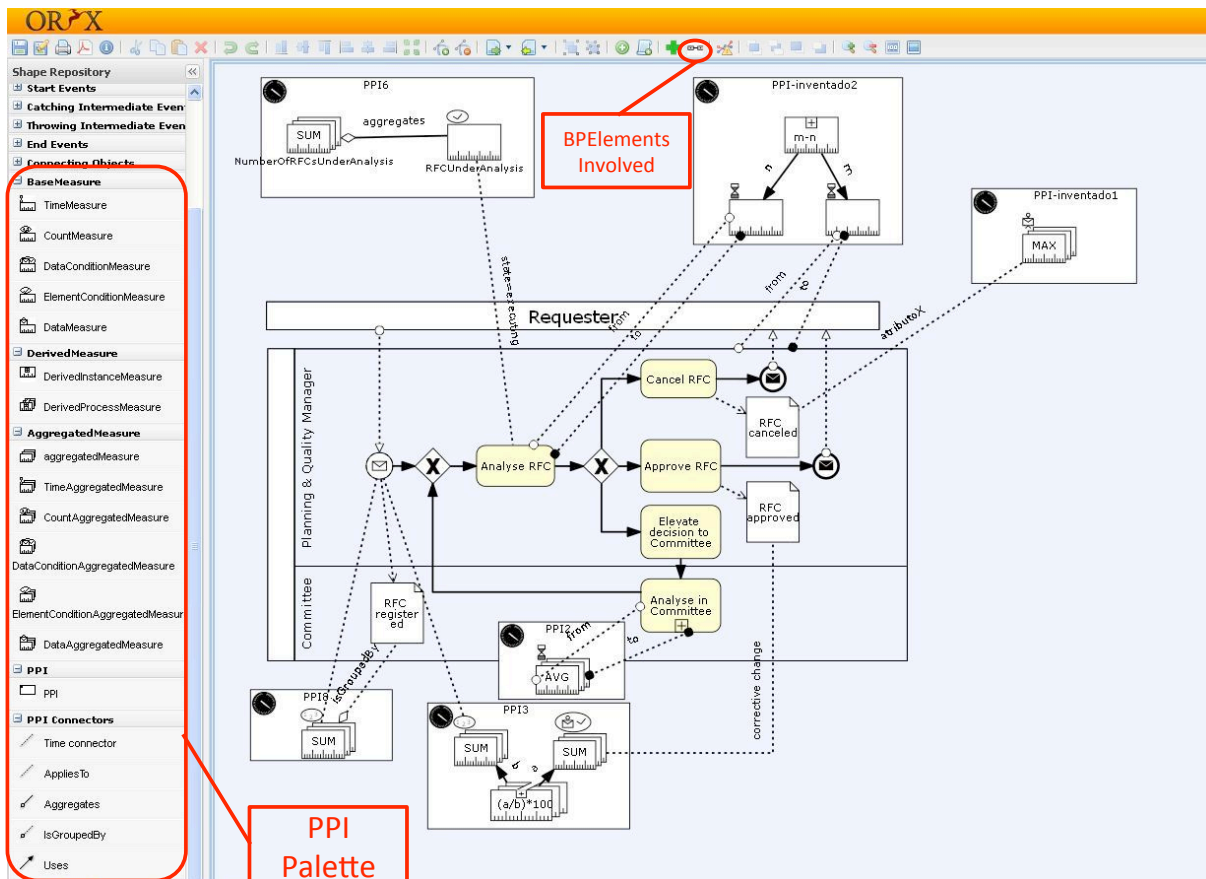 ORYX
Shape Repository
Start Events
Catching Intermediate Even
Throwing Intermediate Even
End Events
Connecting Objects
BaseMeasure
TimeMeasure
CountMeasure
DataConditionMeasure
ElementConditionMeasure
DataMeasure
DerivedMeasure
DerivedInstanceMeasure
DerivedProcessMeasure
AggregatedMeasure
aggregatedMeasure
TimeAggregatedMeasure
CountAggregatedMeasure
DataConditionAggregatedMeasure
ElementConditionAggregatedMeasur
DataAggregatedMeasure
PPI
PPI
PPI Connectors
Time connector
AppliesTo
Aggregates
IsGroupedBy
Uses
PPI
Palette
BPElements
Involved
PPI6
SUM
aggregates
NumberOfRFCsUnderAnalysis
RFCUnderAnalysis
state=executing
PPI-inventado2
m-n
n
m
from
to
from
to
PPI-inventado1
MAX
atributoX
Requester
Planning & Quality Manager
Committee
Analyse RFC
Cancel RFC
RFC
canceled
Approve RFC
RFC
approved
Elevate
decision to
Committee
Analyse in
Committee
RFC
register
ed
PPI2
from
to
AVG
PPI8
isGroupedBy
SUM
PPI3
SUM
SUM
b
a
(a/b)*100
corrective change